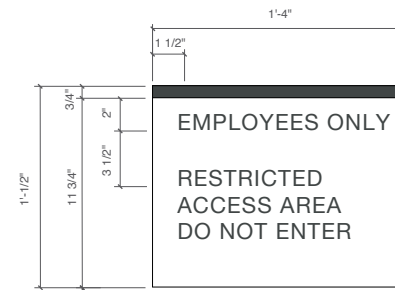 1'-4"
1 1/2"
3/4"
2"
EMPLOYEES ONLY
3 1/2"
11 3/4"
1'-1/2"
RESTRICTED
ACCESS AREA
DO NOT ENTER